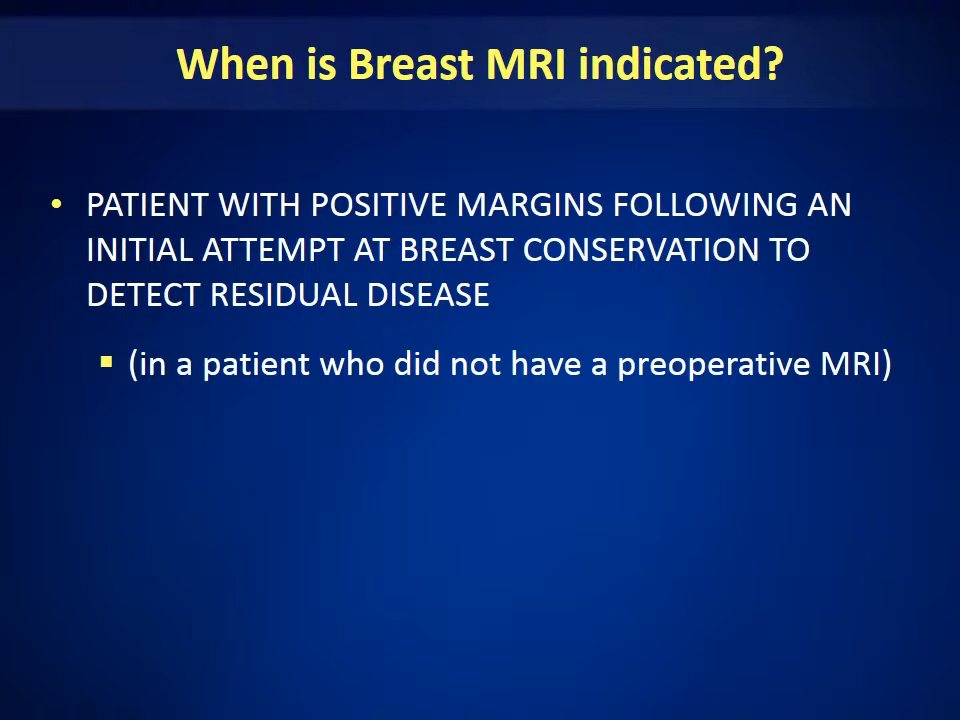 When is Breast MRI indicated?
• PATIENT WITH POSITIVE MARGINS FOLLOWING AN
INITIAL ATTEMPT AT BREAST CONSERVATION TO
DETECT RESIDUAL DISEASE
▪ (in a patient who did not have a preoperative MRI)